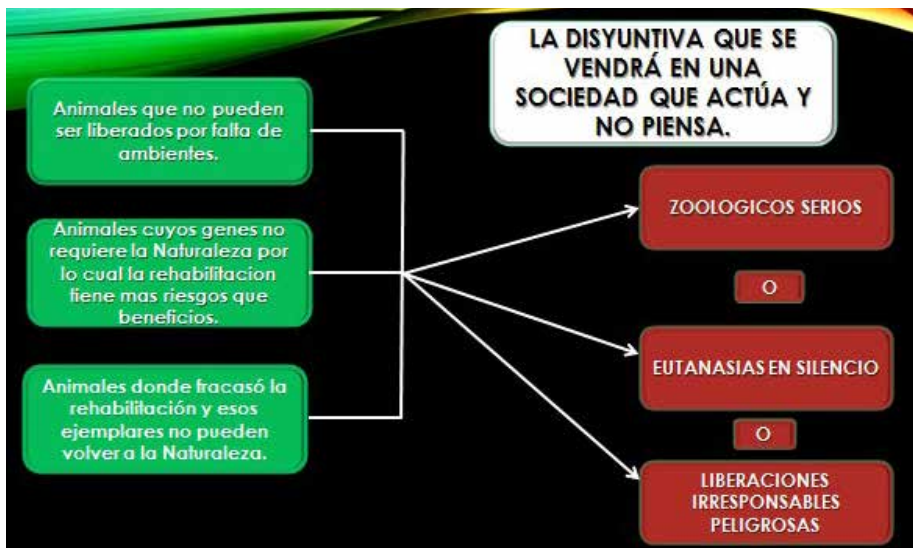 LA DISYUNTIVA QUE SE
VENDRÁ EN UNA
SOCIEDAD QUE ACTÚA Y
NO PIENSA.
Animales que no pueden
ser liberados por falta de
ambientes.
Animales cuyos genes no
requiere la Naturaleza por
lo cual la rehabilitacion
tiene mas riesgos que
beneficios.
Animales donde fracasó la
rehabilitación y esos
ejemplares no pueden
volver a la Naturaleza.
ZOOLOGICOS SERIOS
O
EUTANASIAS EN SILENCIO
O
LIBERACIONES
IRRESPONSABLES
PELIGROSAS